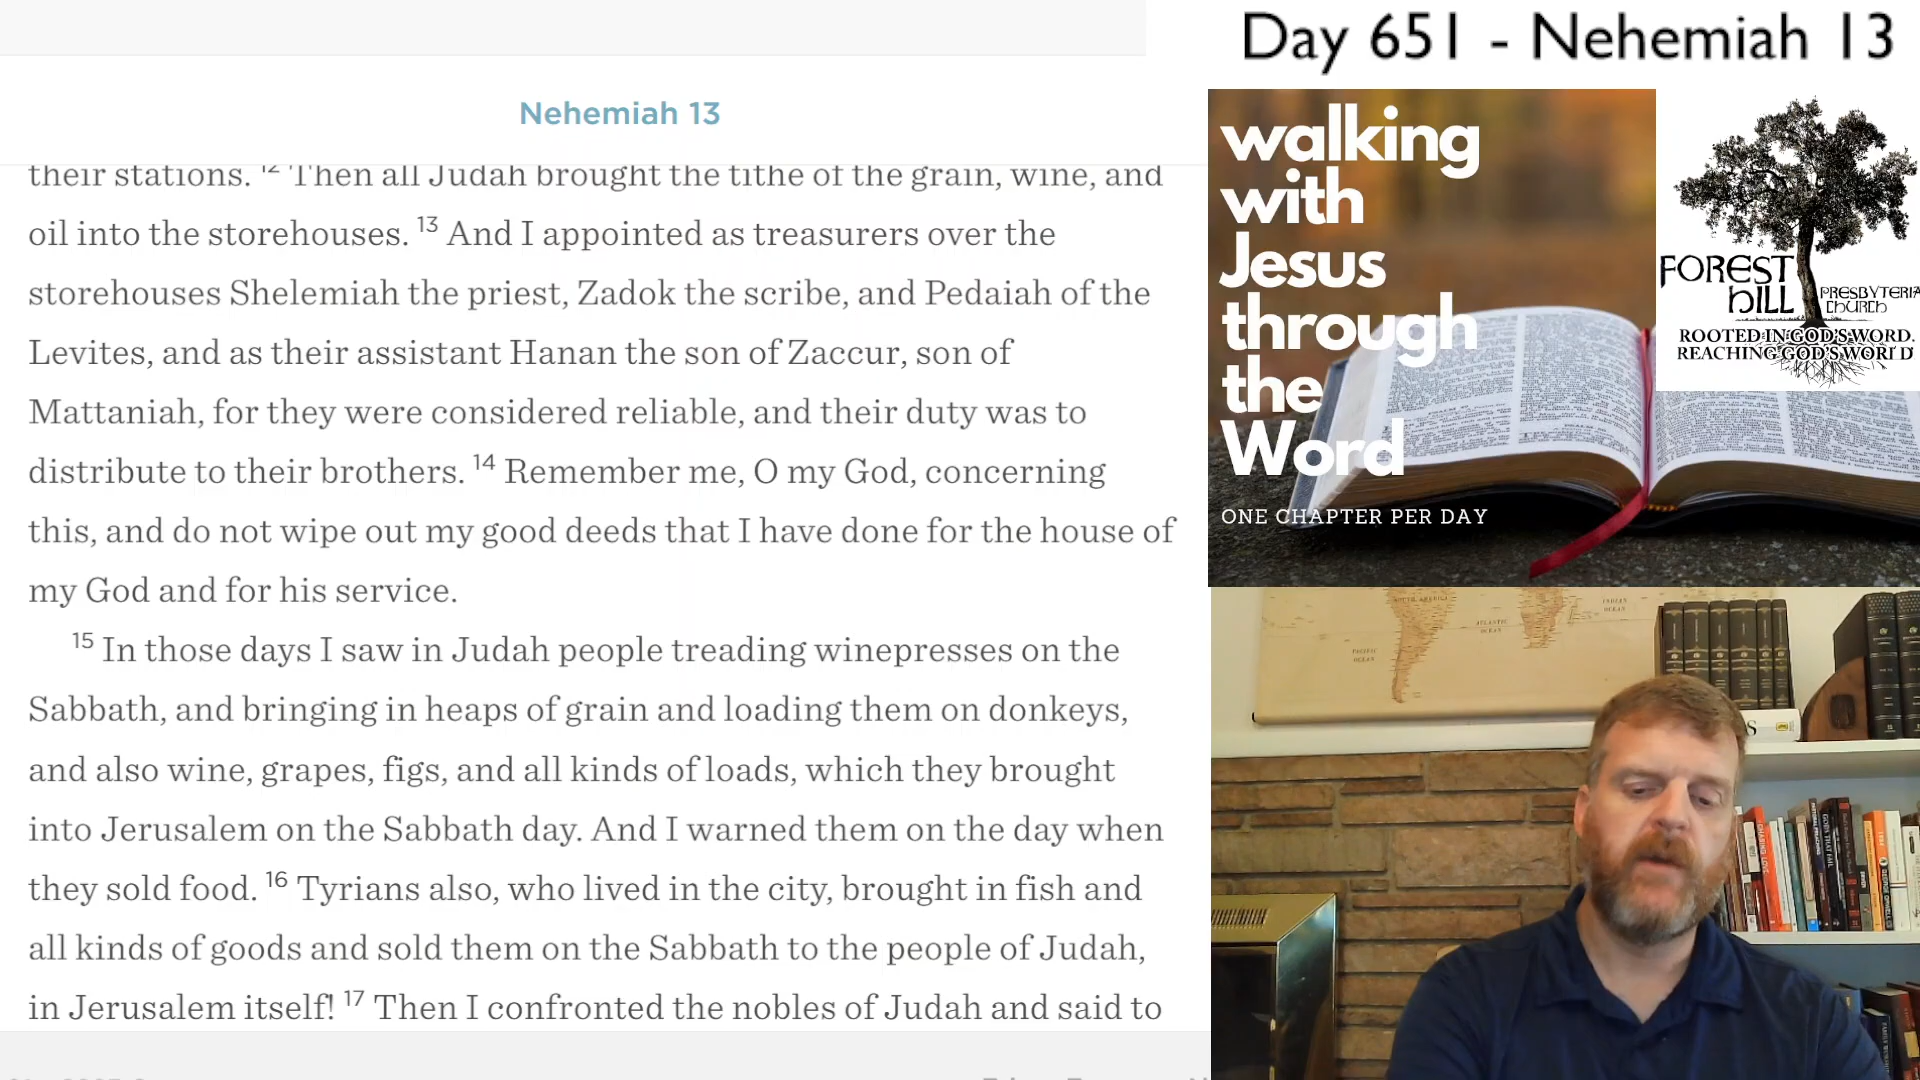 Day 651 - Nehemiah 13
Nehemiah 13
their stations. 12 Then all Judah brought the tithe of the grain, wine, and
oil into the storehouses. 13 And I appointed as treasurers over the
storehouses Shelemiah the priest, Zadok the scribe, and Pedaiah of the
Levites, and as their assistant Hanan the son of Zaccur, son of
Mattaniah, for they were considered reliable, and their duty was to
distribute to their brothers. 14 Remember me, O my God, concerning
this, and do not wipe out my good deeds that I have done for the house of
my God and for his service.
15 In those days I saw in Judah people treading winepresses on the
Sabbath, and bringing in heaps of grain and loading them on donkeys,
and also wine, grapes, figs, and all kinds of loads, which they brought
into Jerusalem on the Sabbath day. And I warned them on the day when
they sold food. 16 Tyrians also, who lived in the city, brought in fish and
all kinds of goods and sold them on the Sabbath to the people of Judah,
in Jerusalem itself! 17 Then I confronted the nobles of Judah and said to
walking
with
Jesus
through
the
Word
ONE CHAPTER PER DAY
FOREST
HILL
PRESBYTERIA
CHURCH
ROOTED IN GOD'S WORD.
REACHING GOD'S WORLD
SOUTH AMERICA
INDIAN
OCEAN
ATLANTIC
OCEAN
PACIFIC
OCEAN